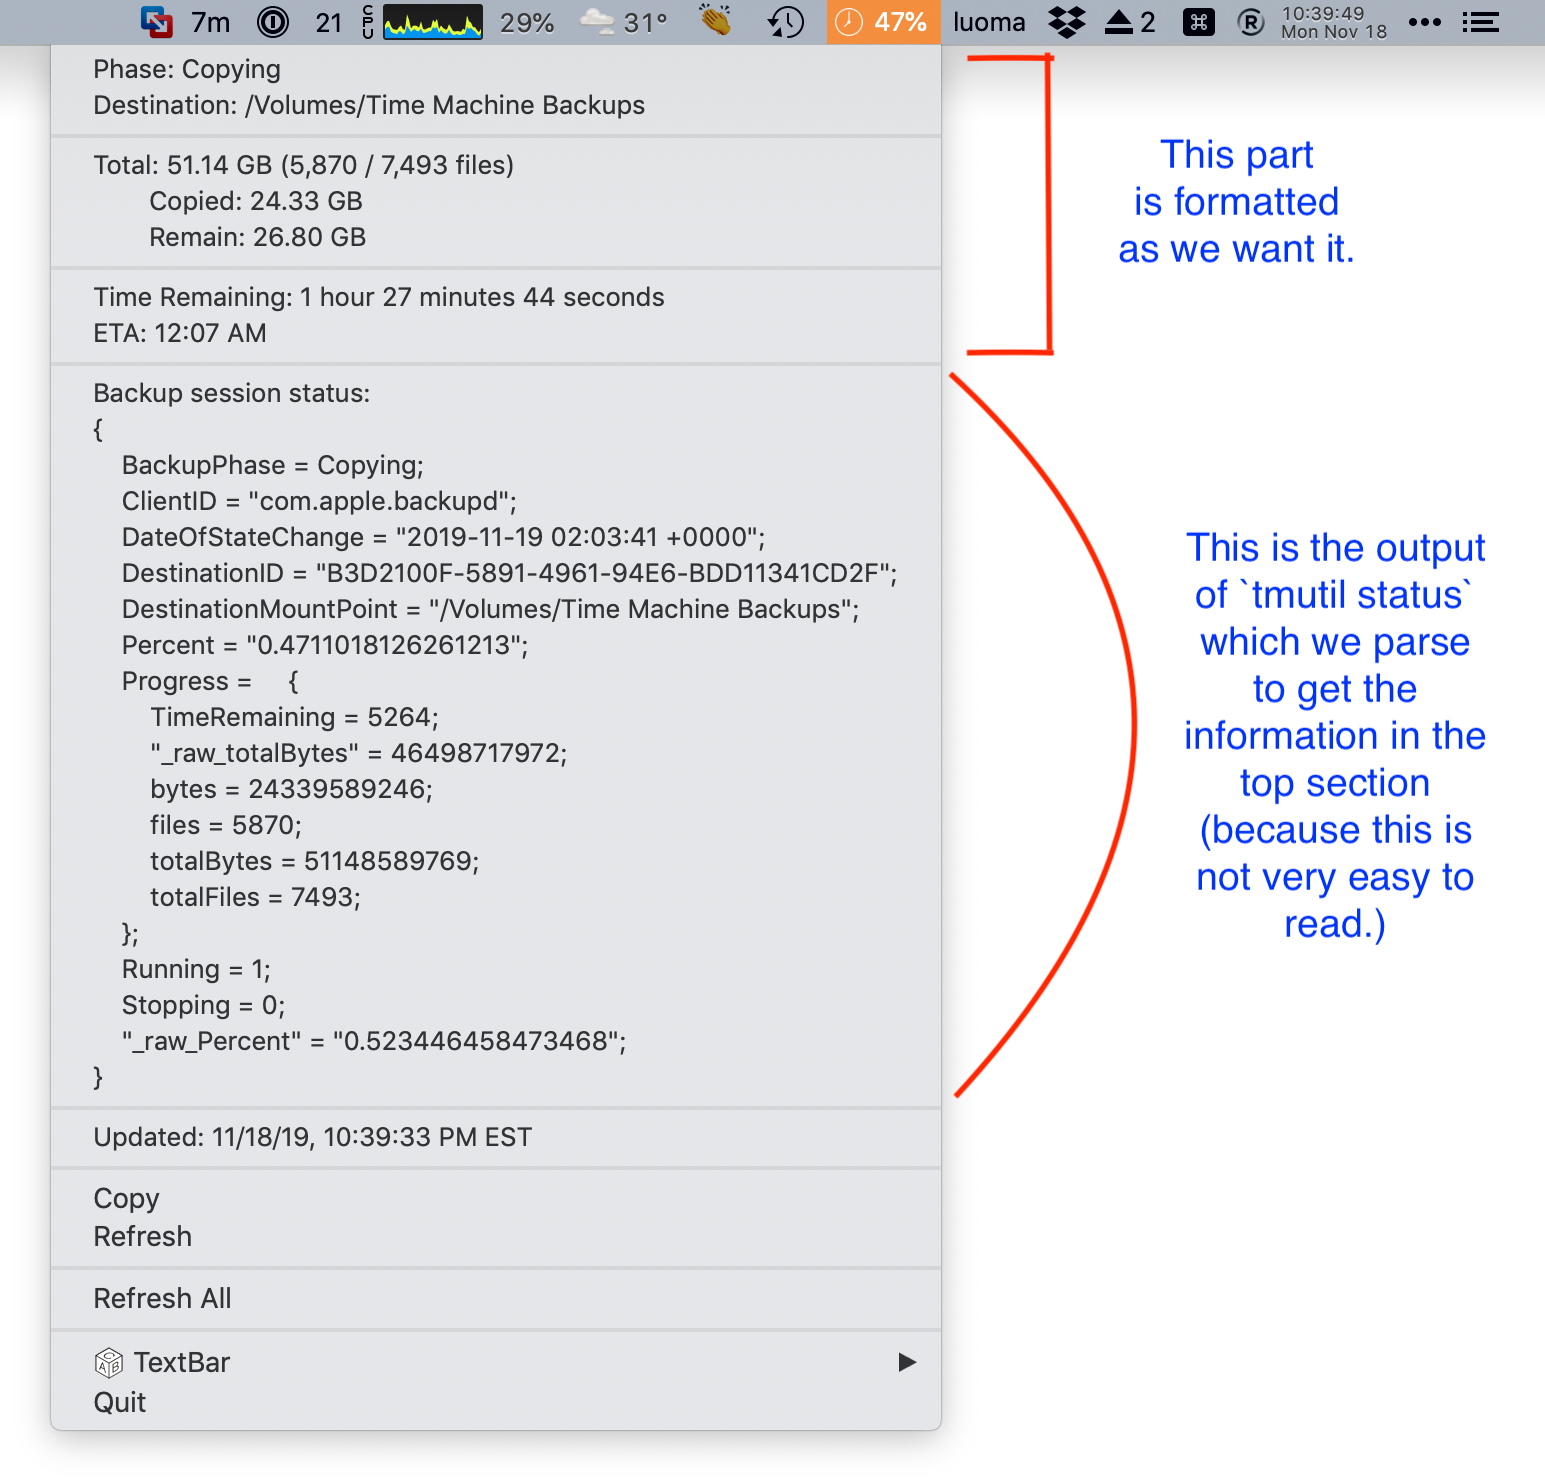 7m 21 CPU 29% 31° 47% luoma 2 ⌘ R 10:39:49
Mon Nov 18
Phase: Copying
Destination: /Volumes/Time Machine Backups
Total: 51.14 GB (5,870 / 7,493 files)
Copied: 24.33 GB
Remain: 26.80 GB
Time Remaining: 1 hour 27 minutes 44 seconds
ETA: 12:07 AM
Backup session status:
{
BackupPhase = Copying;
ClientID = "com.apple.backupd";
DateOfStateChange = "2019-11-19 02:03:41 +0000";
DestinationID = "B3D2100F-5891-4961-94E6-BDD11341CD2F";
DestinationMountPoint = "/Volumes/Time Machine Backups";
Percent = "0.4711018126261213";
Progress =     {
TimeRemaining = 5264;
"_raw_totalBytes" = 46498717972;
bytes = 24339589246;
files = 5870;
totalBytes = 51148589769;
totalFiles = 7493;
};
Running = 1;
Stopping = 0;
"_raw_Percent" = "0.523446458473468";
}
Updated: 11/18/19, 10:39:33 PM EST
Copy
Refresh
Refresh All
TextBar
Quit
This part
is formatted
as we want it.
This is the output
of `tmutil status`
which we parse
to get the
information in the
top section
(because this is
not very easy to
read.)